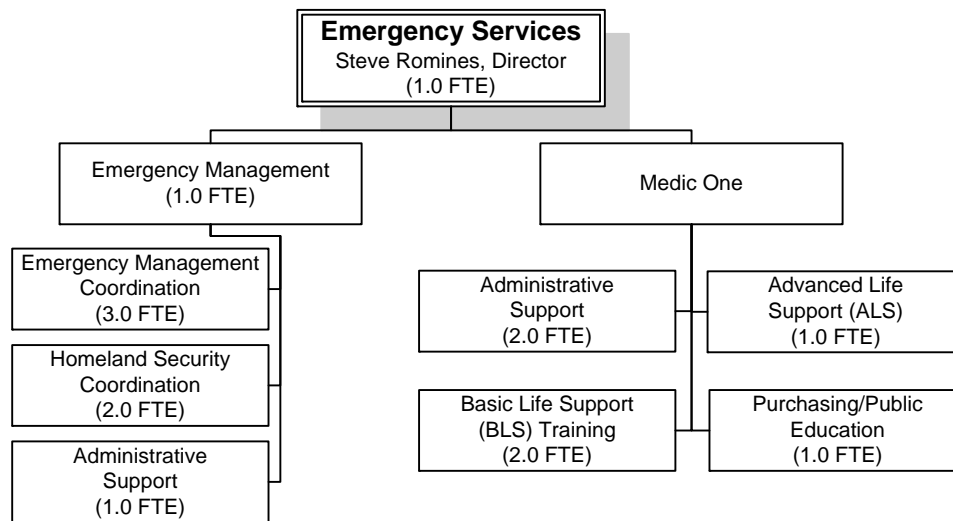 Emergency Services
Steve Romines, Director
(1.0 FTE)
Emergency Management
(1.0 FTE)
Medic One
Emergency Management
Coordination
(3.0 FTE)
Homeland Security
Coordination
(2.0 FTE)
Administrative
Support
(1.0 FTE)
Administrative
Support
(2.0 FTE)
Advanced Life
Support (ALS)
(1.0 FTE)
Basic Life Support
(BLS) Training
(2.0 FTE)
Purchasing/Public
Education
(1.0 FTE)